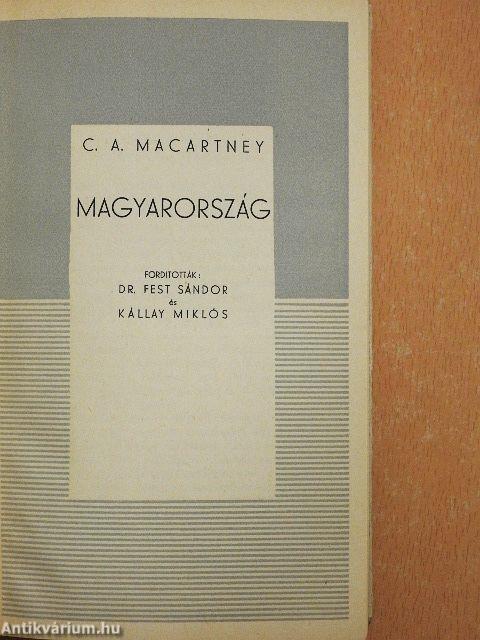 C. A. MACARTNEY
MAGYARORSZÁG
FORDITOTTÁK:
DR. FEST SÁNDOR
és
KÁLLAY MIKLÓS
Antikvárium.hu